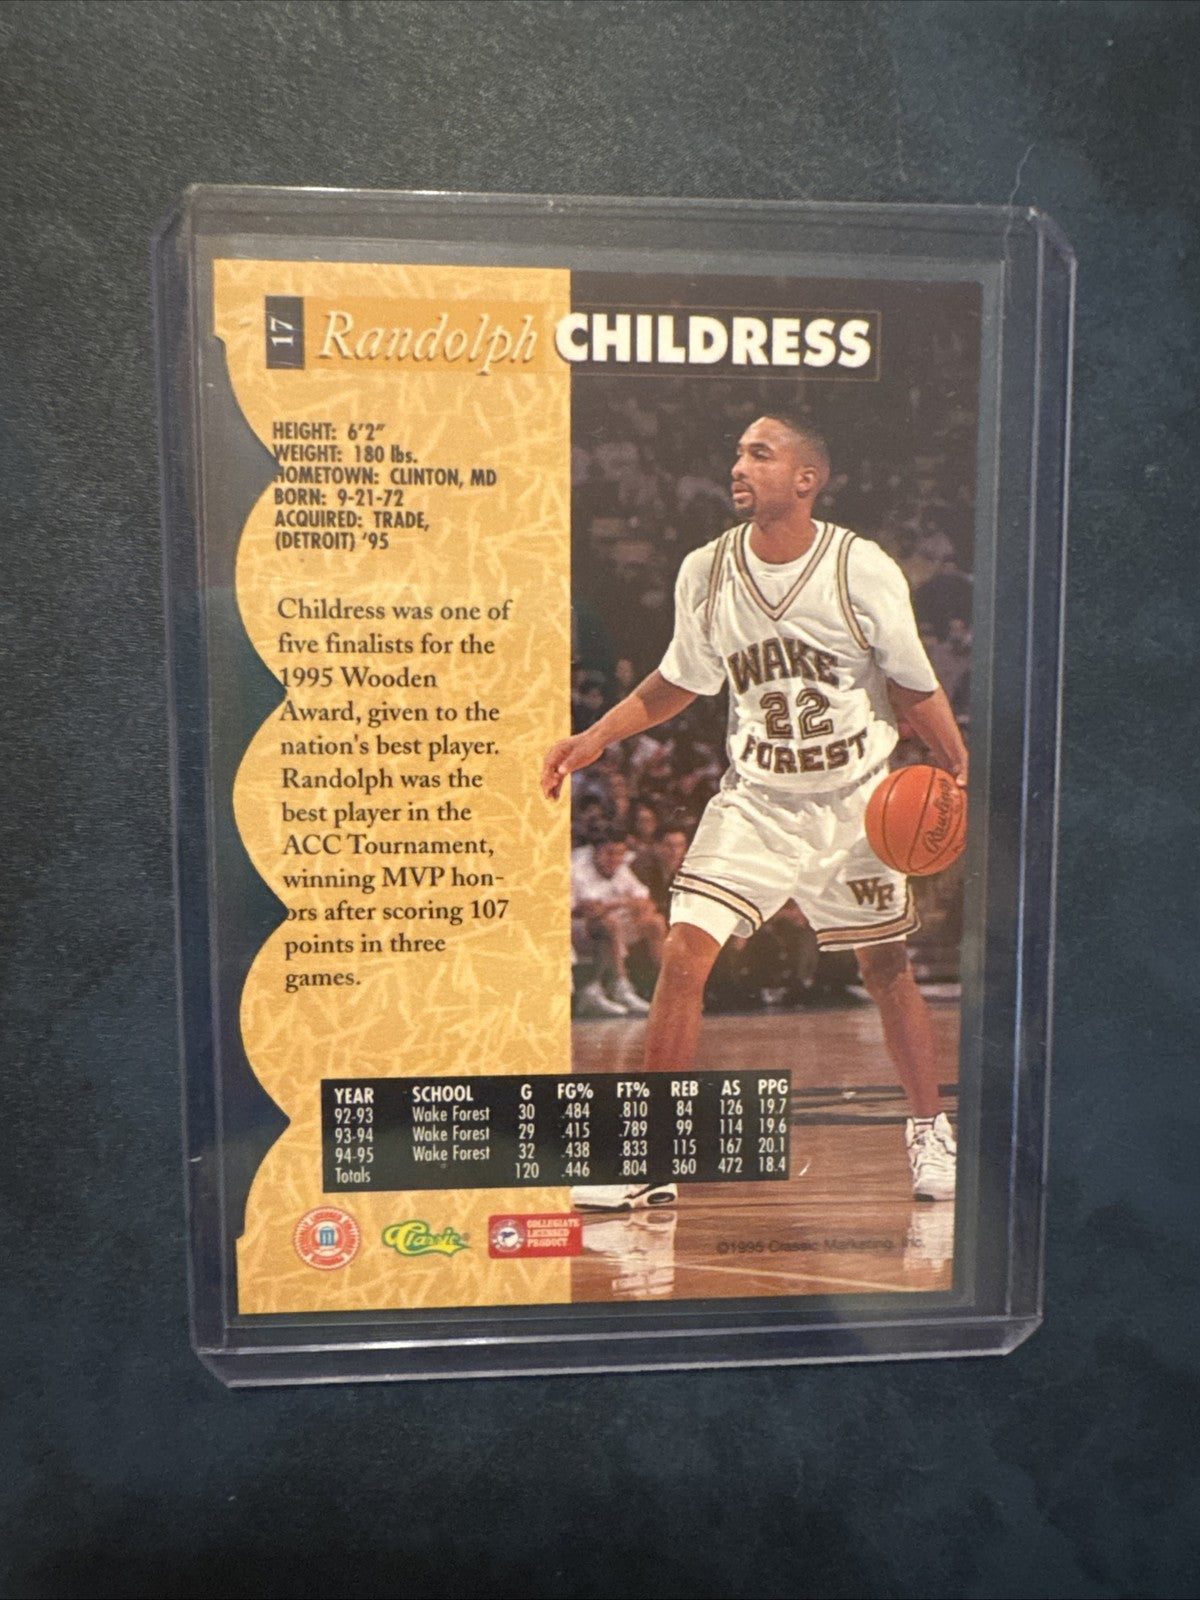 17 Randolph CHILDRESS
HEIGHT: 6'2"
WEIGHT: 180 lbs.
HOMETOWN: CLINTON, MD
BORN: 9-21-72
ACQUIRED: TRADE,
(DETROIT) '95
Childress was one of
five finalists for the
1995 Wooden
Award, given to the
nation's best player.
Randolph was the
best player in the
ACC Tournament,
winning MVP hon-
ors after scoring 107
points in three
games.
WAKE
22
FOREST
Rawlings
WF
YEAR SCHOOL G FG% FT% REB AS PPG
92-93 Wake Forest 30 .484 .810 84 126 19.7
93-94 Wake Forest 29 .415 .789 99 114 19.6
94-95 Wake Forest 32 .438 .833 115 167 20.1
Totals 120 .446 .804 360 472 18.4
Classic®
COLLEGIATE
LICENSED
PRODUCT
©1995 Classic Marketing, Inc.